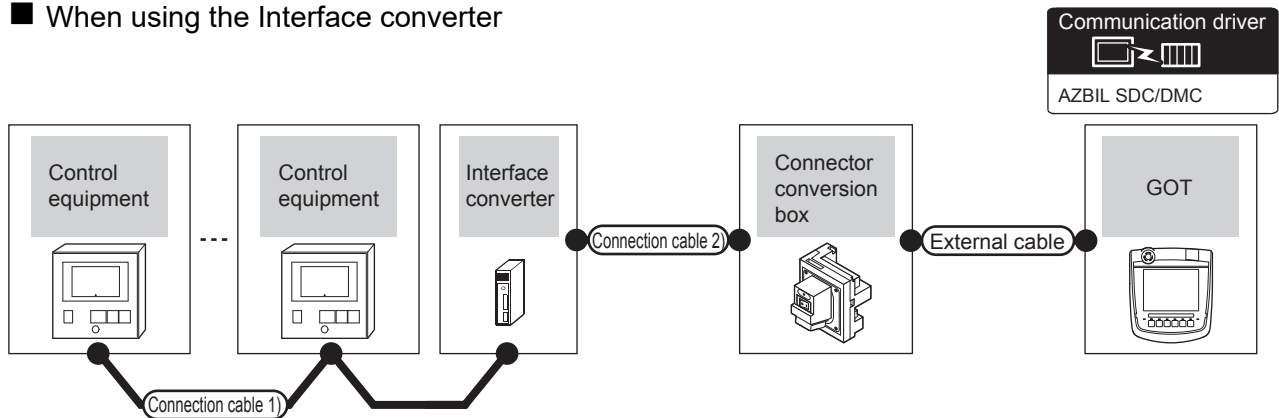 ■ When using the Interface converter
Communication driver
AZBIL SDC/DMC
Control
equipment
Control
equipment
Interface
converter
Connector
conversion
box
GOT
Connection cable 2)
External cable
Connection cable 1)